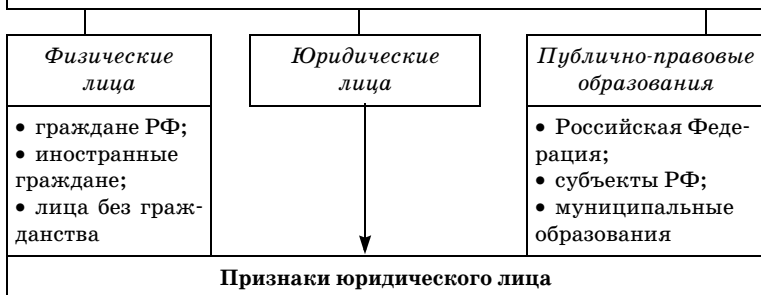 Физические
лица
Юридические
лица
Публично-правовые
образования
• граждане РФ;
• иностранные
граждане;
• лица без граж-
данства
• Российская Феде-
рация;
• субъекты РФ;
• муниципальные
образования
Признаки юридического лица